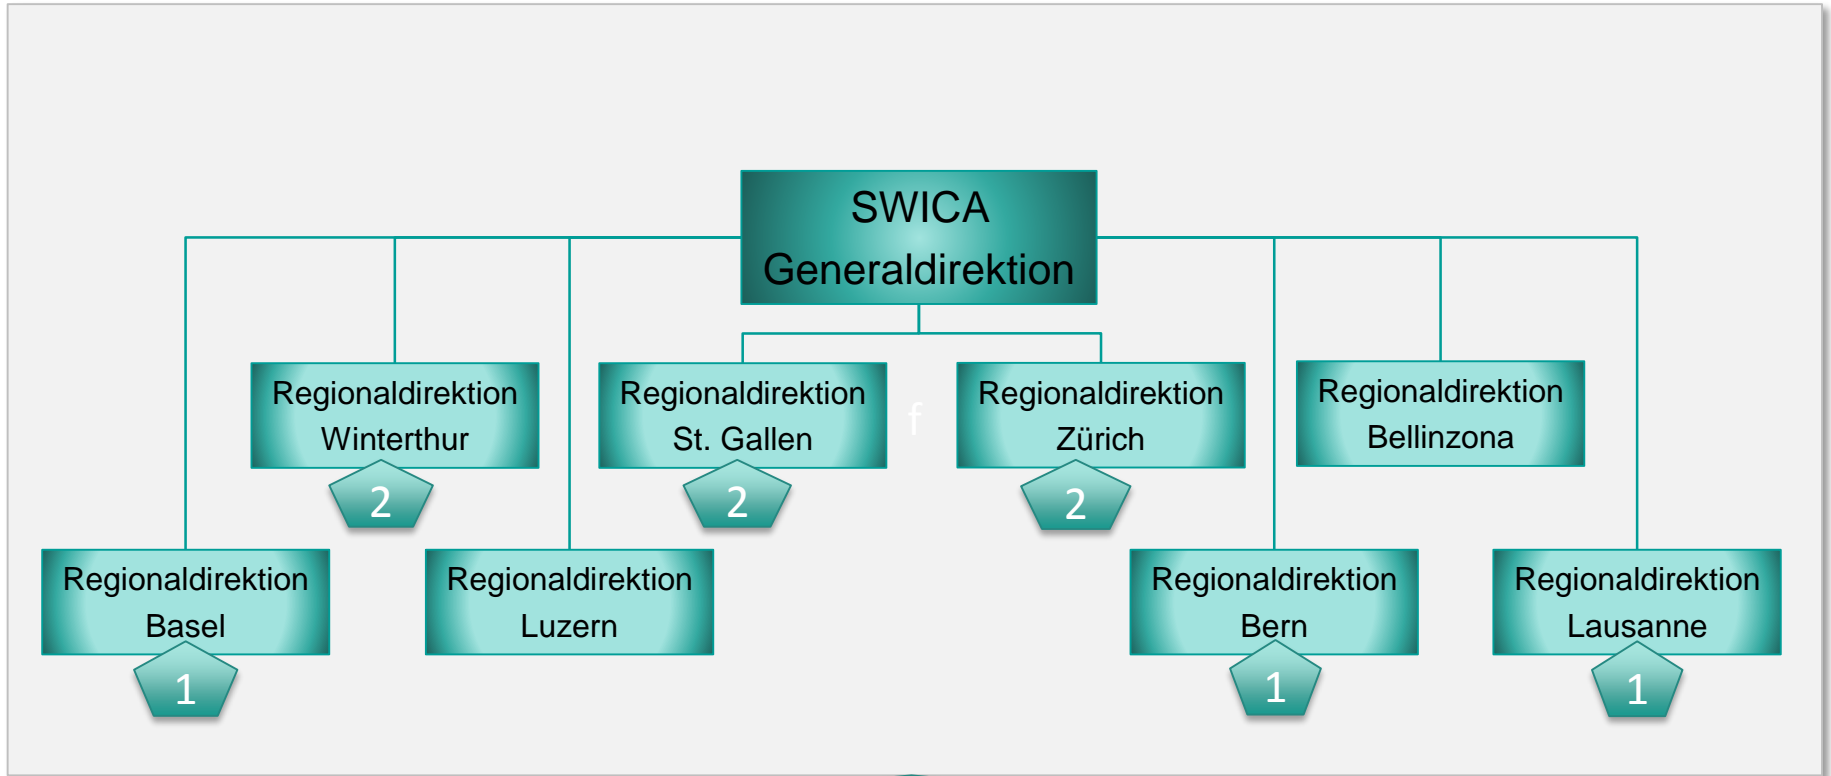 SWICA
Generaldirektion
Regionaldirektion
Winterthur
2
Regionaldirektion
St. Gallen
2
f
Regionaldirektion
Zürich
2
Regionaldirektion
Bellinzona
Regionaldirektion
Basel
1
Regionaldirektion
Luzern
Regionaldirektion
Bern
1
Regionaldirektion
Lausanne
1